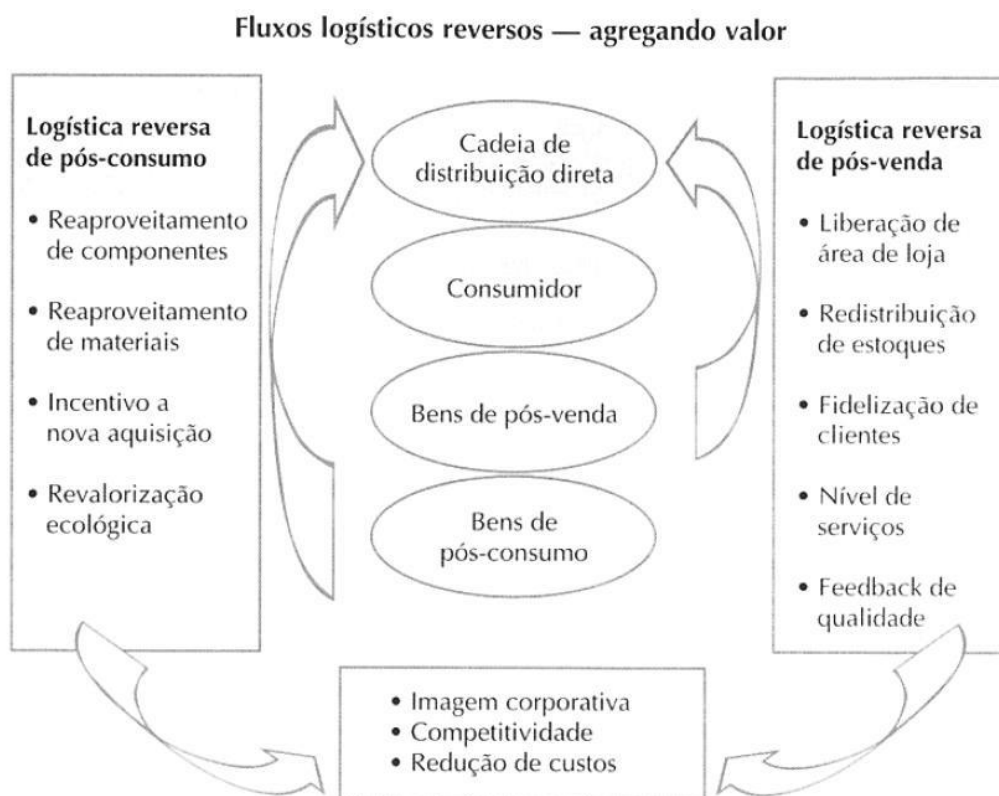 Fluxos logísticos reversos — agregando valor
Logística reversa
de pós-consumo
• Reaproveitamento
de componentes
• Reaproveitamento
de materiais
• Incentivo a
nova aquisição
• Revalorização
ecológica
Cadeia de
distribuição direta
Consumidor
Bens de pós-venda
Bens de
pós-consumo
Logística reversa
de pós-venda
• Liberação de
área de loja
• Redistribuição
de estoques
• Fidelização de
clientes
• Nível de
serviços
• Feedback de
qualidade
• Imagem corporativa
• Competitividade
• Redução de custos